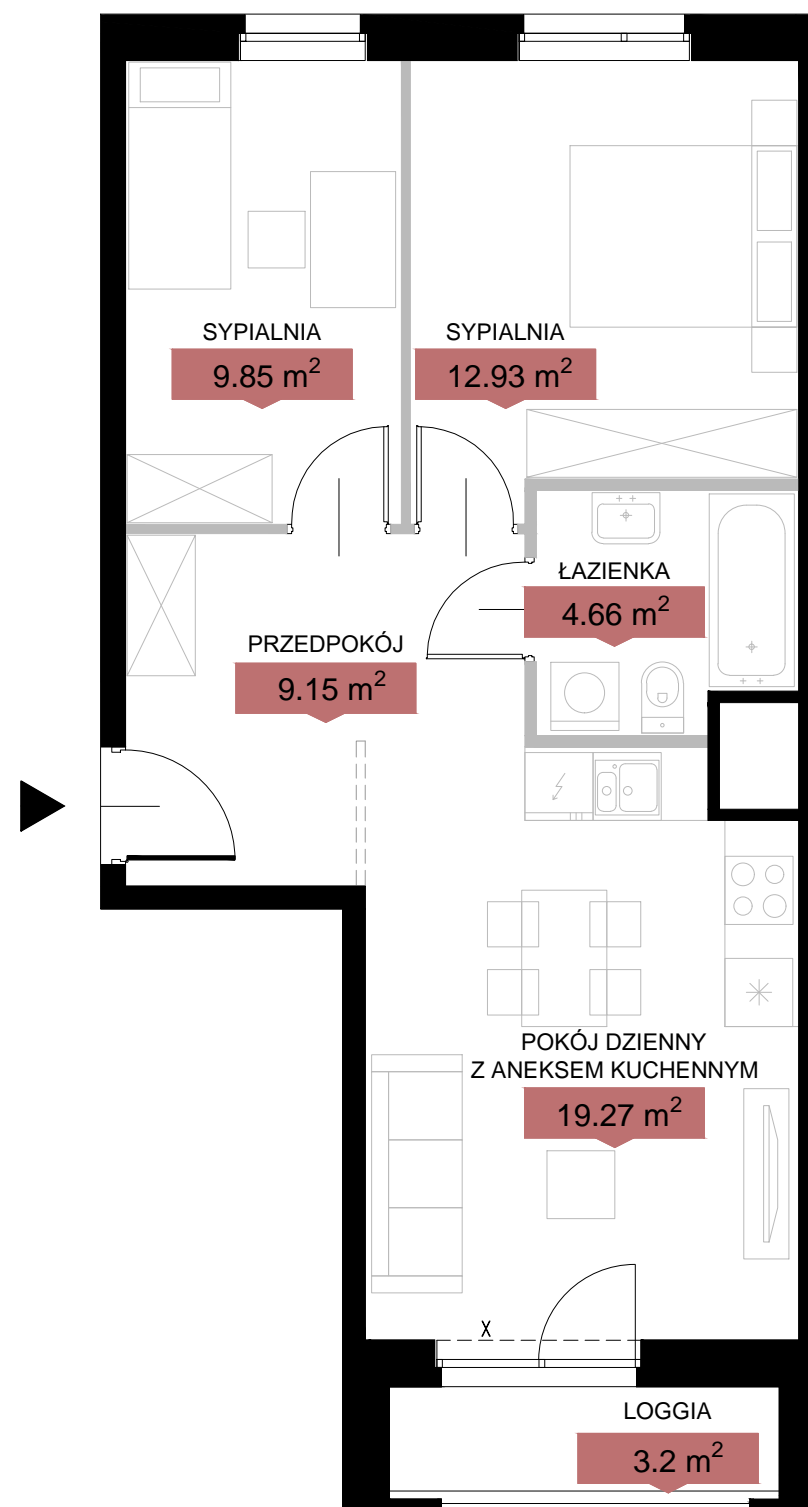 SYPIALNIA
9.85 m²
SYPIALNIA
12.93 m²
ŁAZIENKA
4.66 m²
PRZEDPOKÓJ
9.15 m²
POKÓJ DZIENNY
Z ANEKSEM KUCHENNYM
19.27 m²
X
LOGGIA
3.2 m²